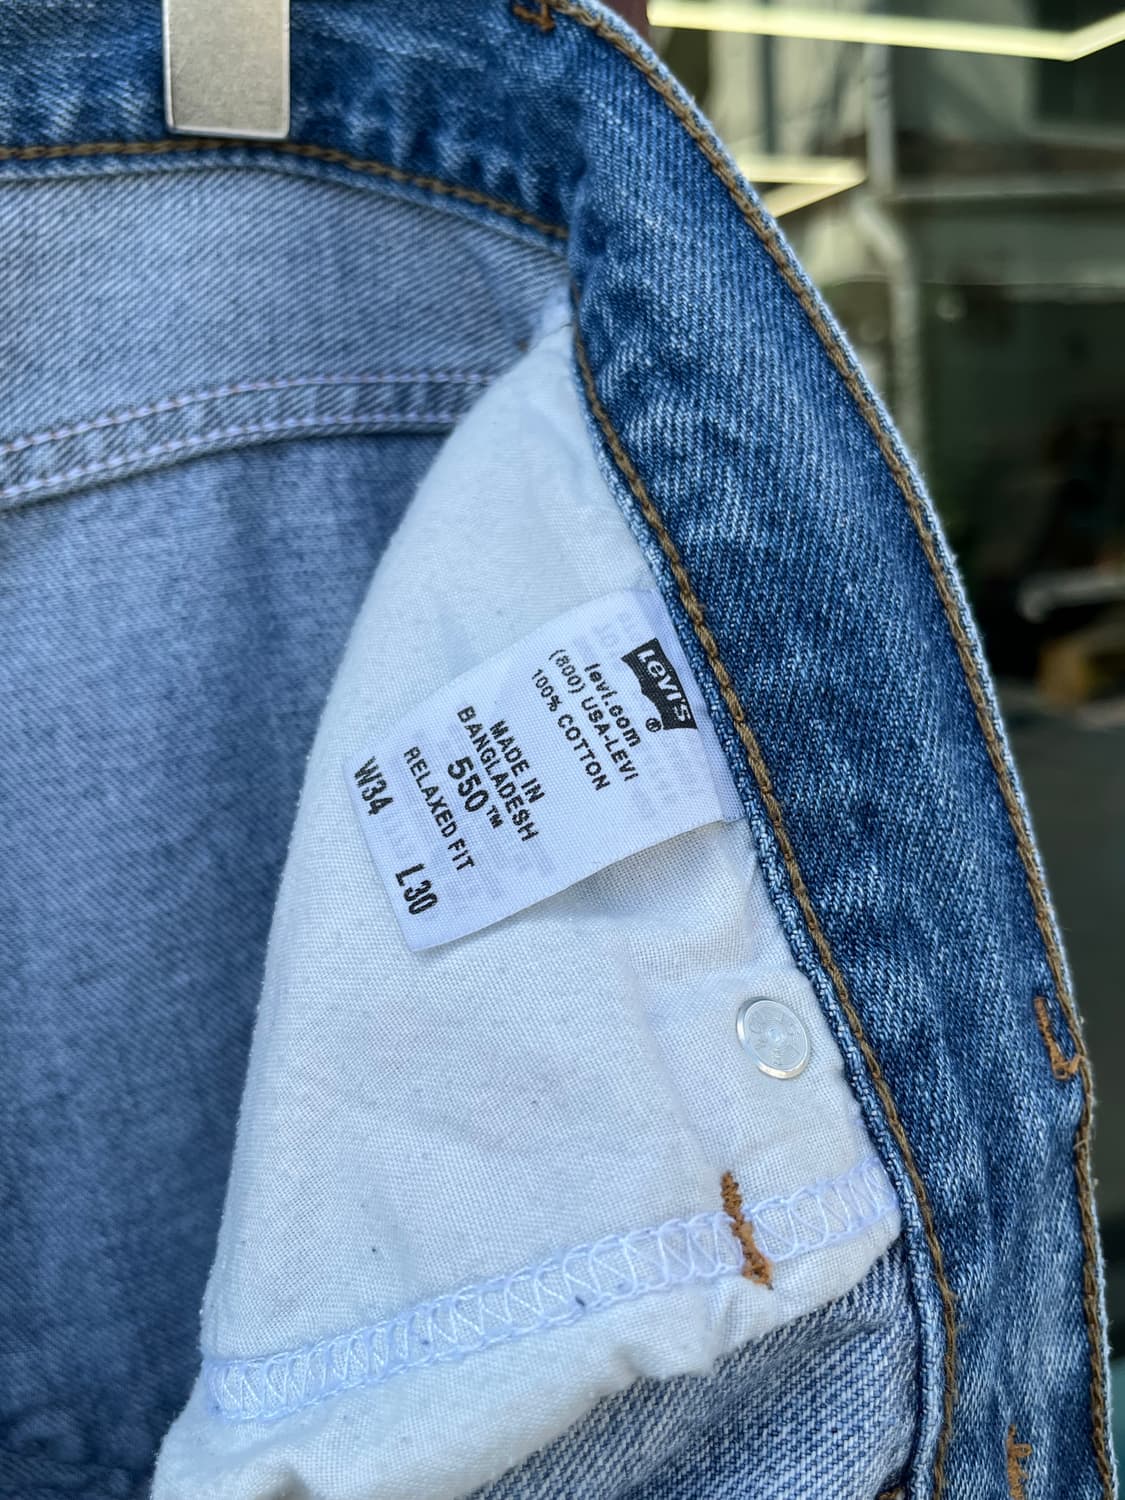 Levi's ®
levi.com
(800) USA-LEVI
100% COTTON
MADE IN
BANGLADESH
550™
RELAXED FIT
W34 L30